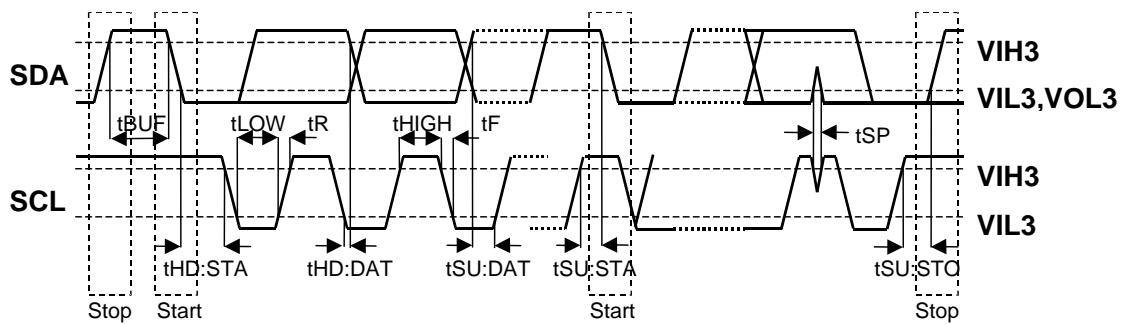 VIH3
SDA
VIL3,VOL3
tBUF tLOW tR tHIGH tF
tSP
VIH3
SCL
VIL3
tHD:STA tHD:DAT tSU:DAT tSU:STA tSU:STO
Stop Start Start Stop